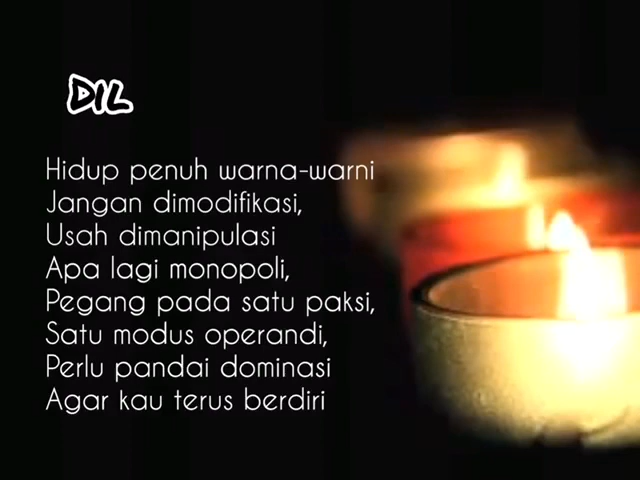 DIL
Hidup penuh warna-warni
Jangan dimodifikasi,
Usah dimanipulasi
Apa lagi monopoli,
Pegang pada satu paksi,
Satu modus operandi,
Perlu pandai dominasi
Agar kau terus berdiri